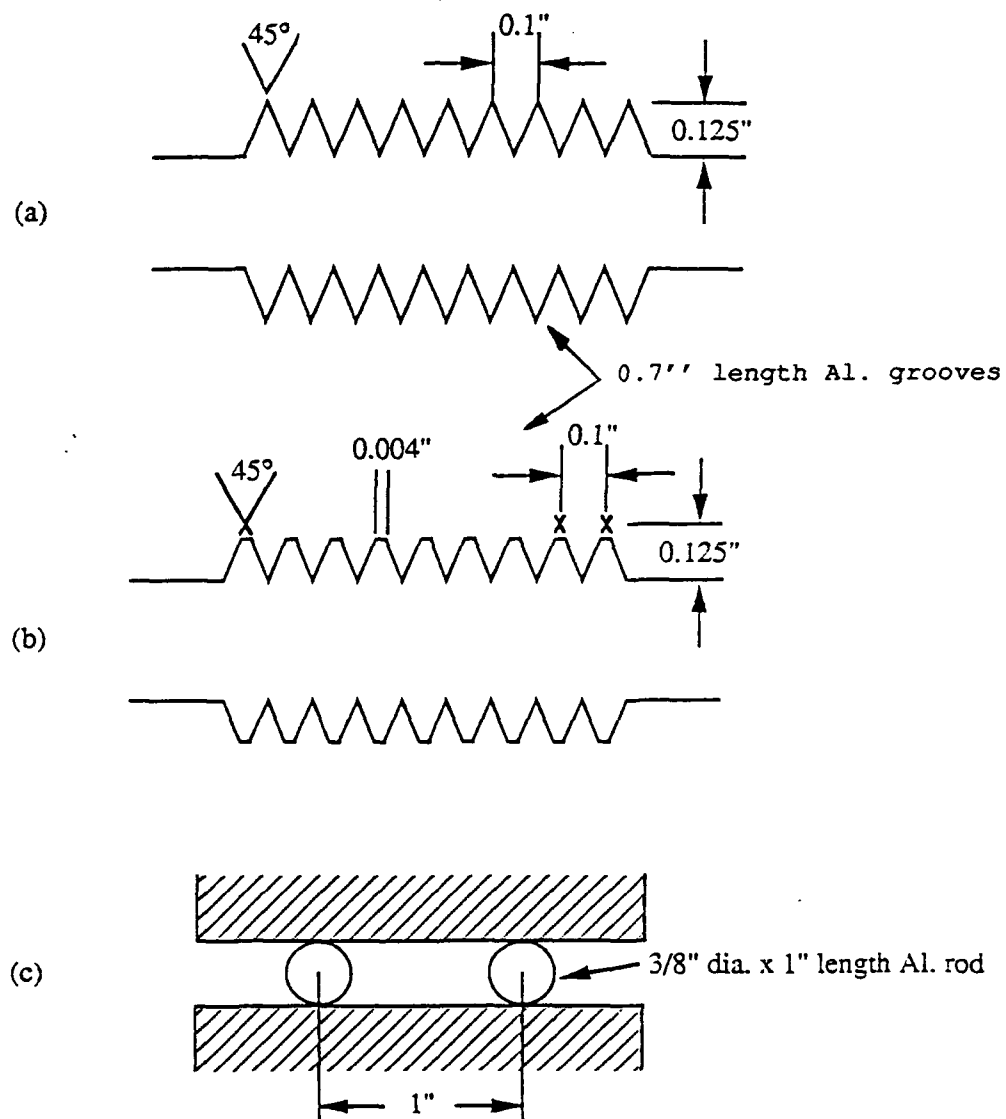 45°
0.1"
0.125"
(a)
0.7'' length Al. grooves
0.004"
0.1"
45°
x
x
x
0.125"
(b)
(c)
3/8" dia. x 1" length Al. rod
1"